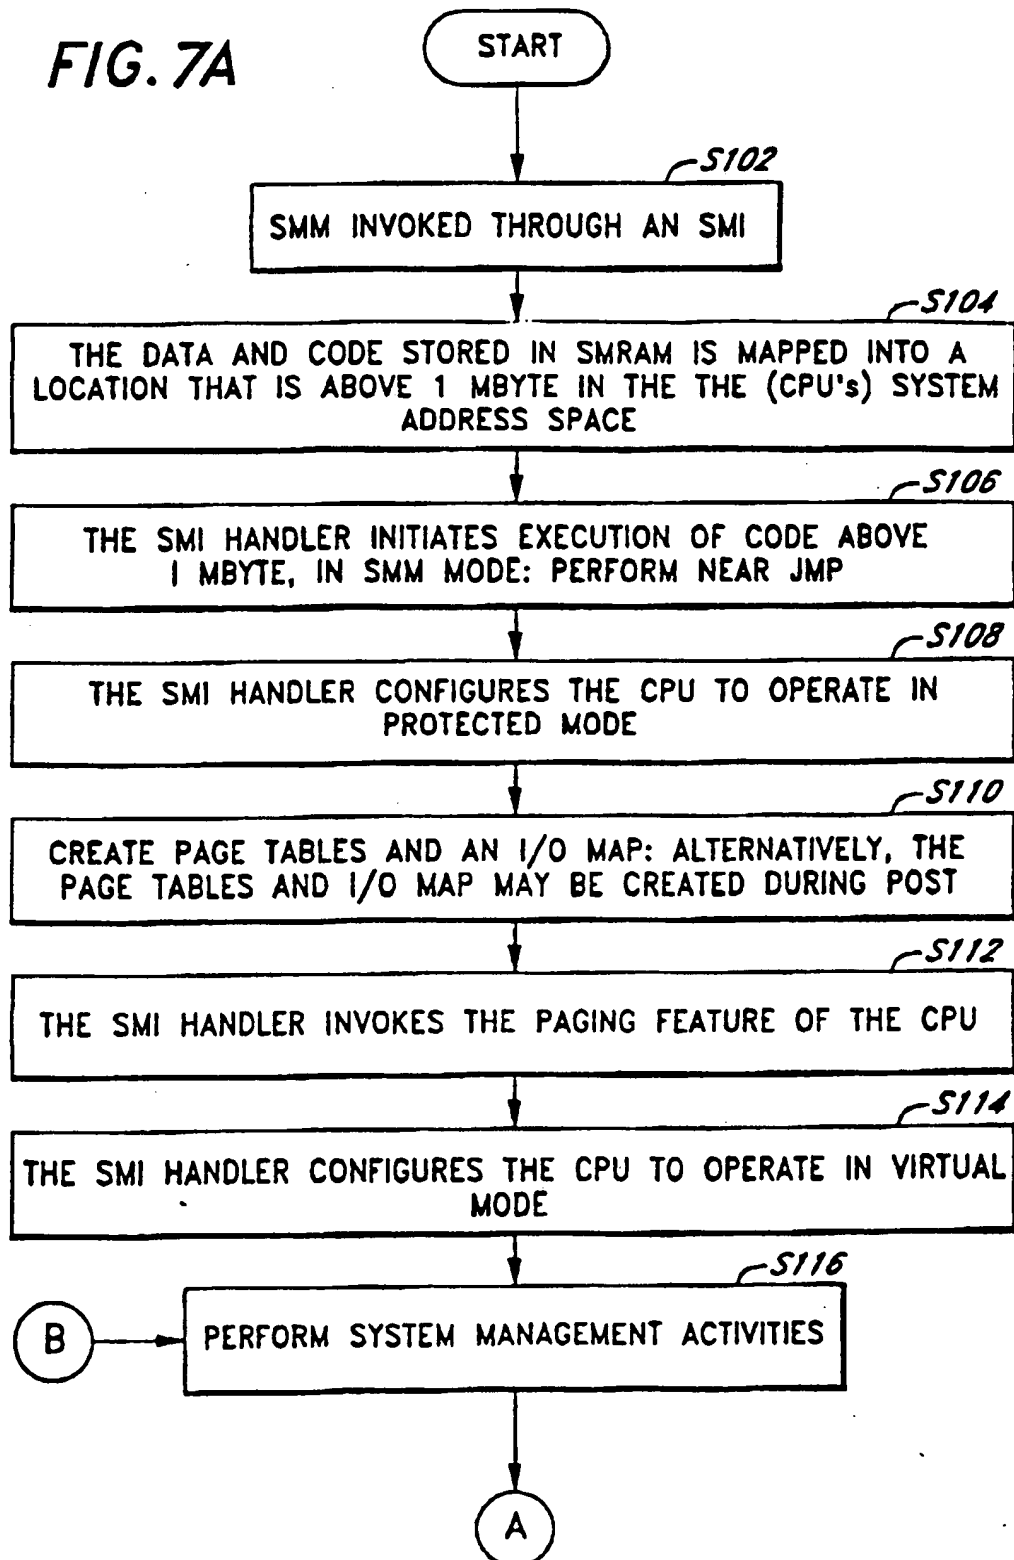 FIG. 7A
START
S102
SMM INVOKED THROUGH AN SMI
S104
THE DATA AND CODE STORED IN SMRAM IS MAPPED INTO A
LOCATION THAT IS ABOVE 1 MBYTE IN THE THE (CPU's) SYSTEM
ADDRESS SPACE
S106
THE SMI HANDLER INITIATES EXECUTION OF CODE ABOVE
1 MBYTE, IN SMM MODE: PERFORM NEAR JMP
S108
THE SMI HANDLER CONFIGURES THE CPU TO OPERATE IN
PROTECTED MODE
S110
CREATE PAGE TABLES AND AN I/O MAP: ALTERNATIVELY, THE
PAGE TABLES AND I/O MAP MAY BE CREATED DURING POST
S112
THE SMI HANDLER INVOKES THE PAGING FEATURE OF THE CPU
S114
THE SMI HANDLER CONFIGURES THE CPU TO OPERATE IN VIRTUAL
MODE
S116
B
PERFORM SYSTEM MANAGEMENT ACTIVITIES
A